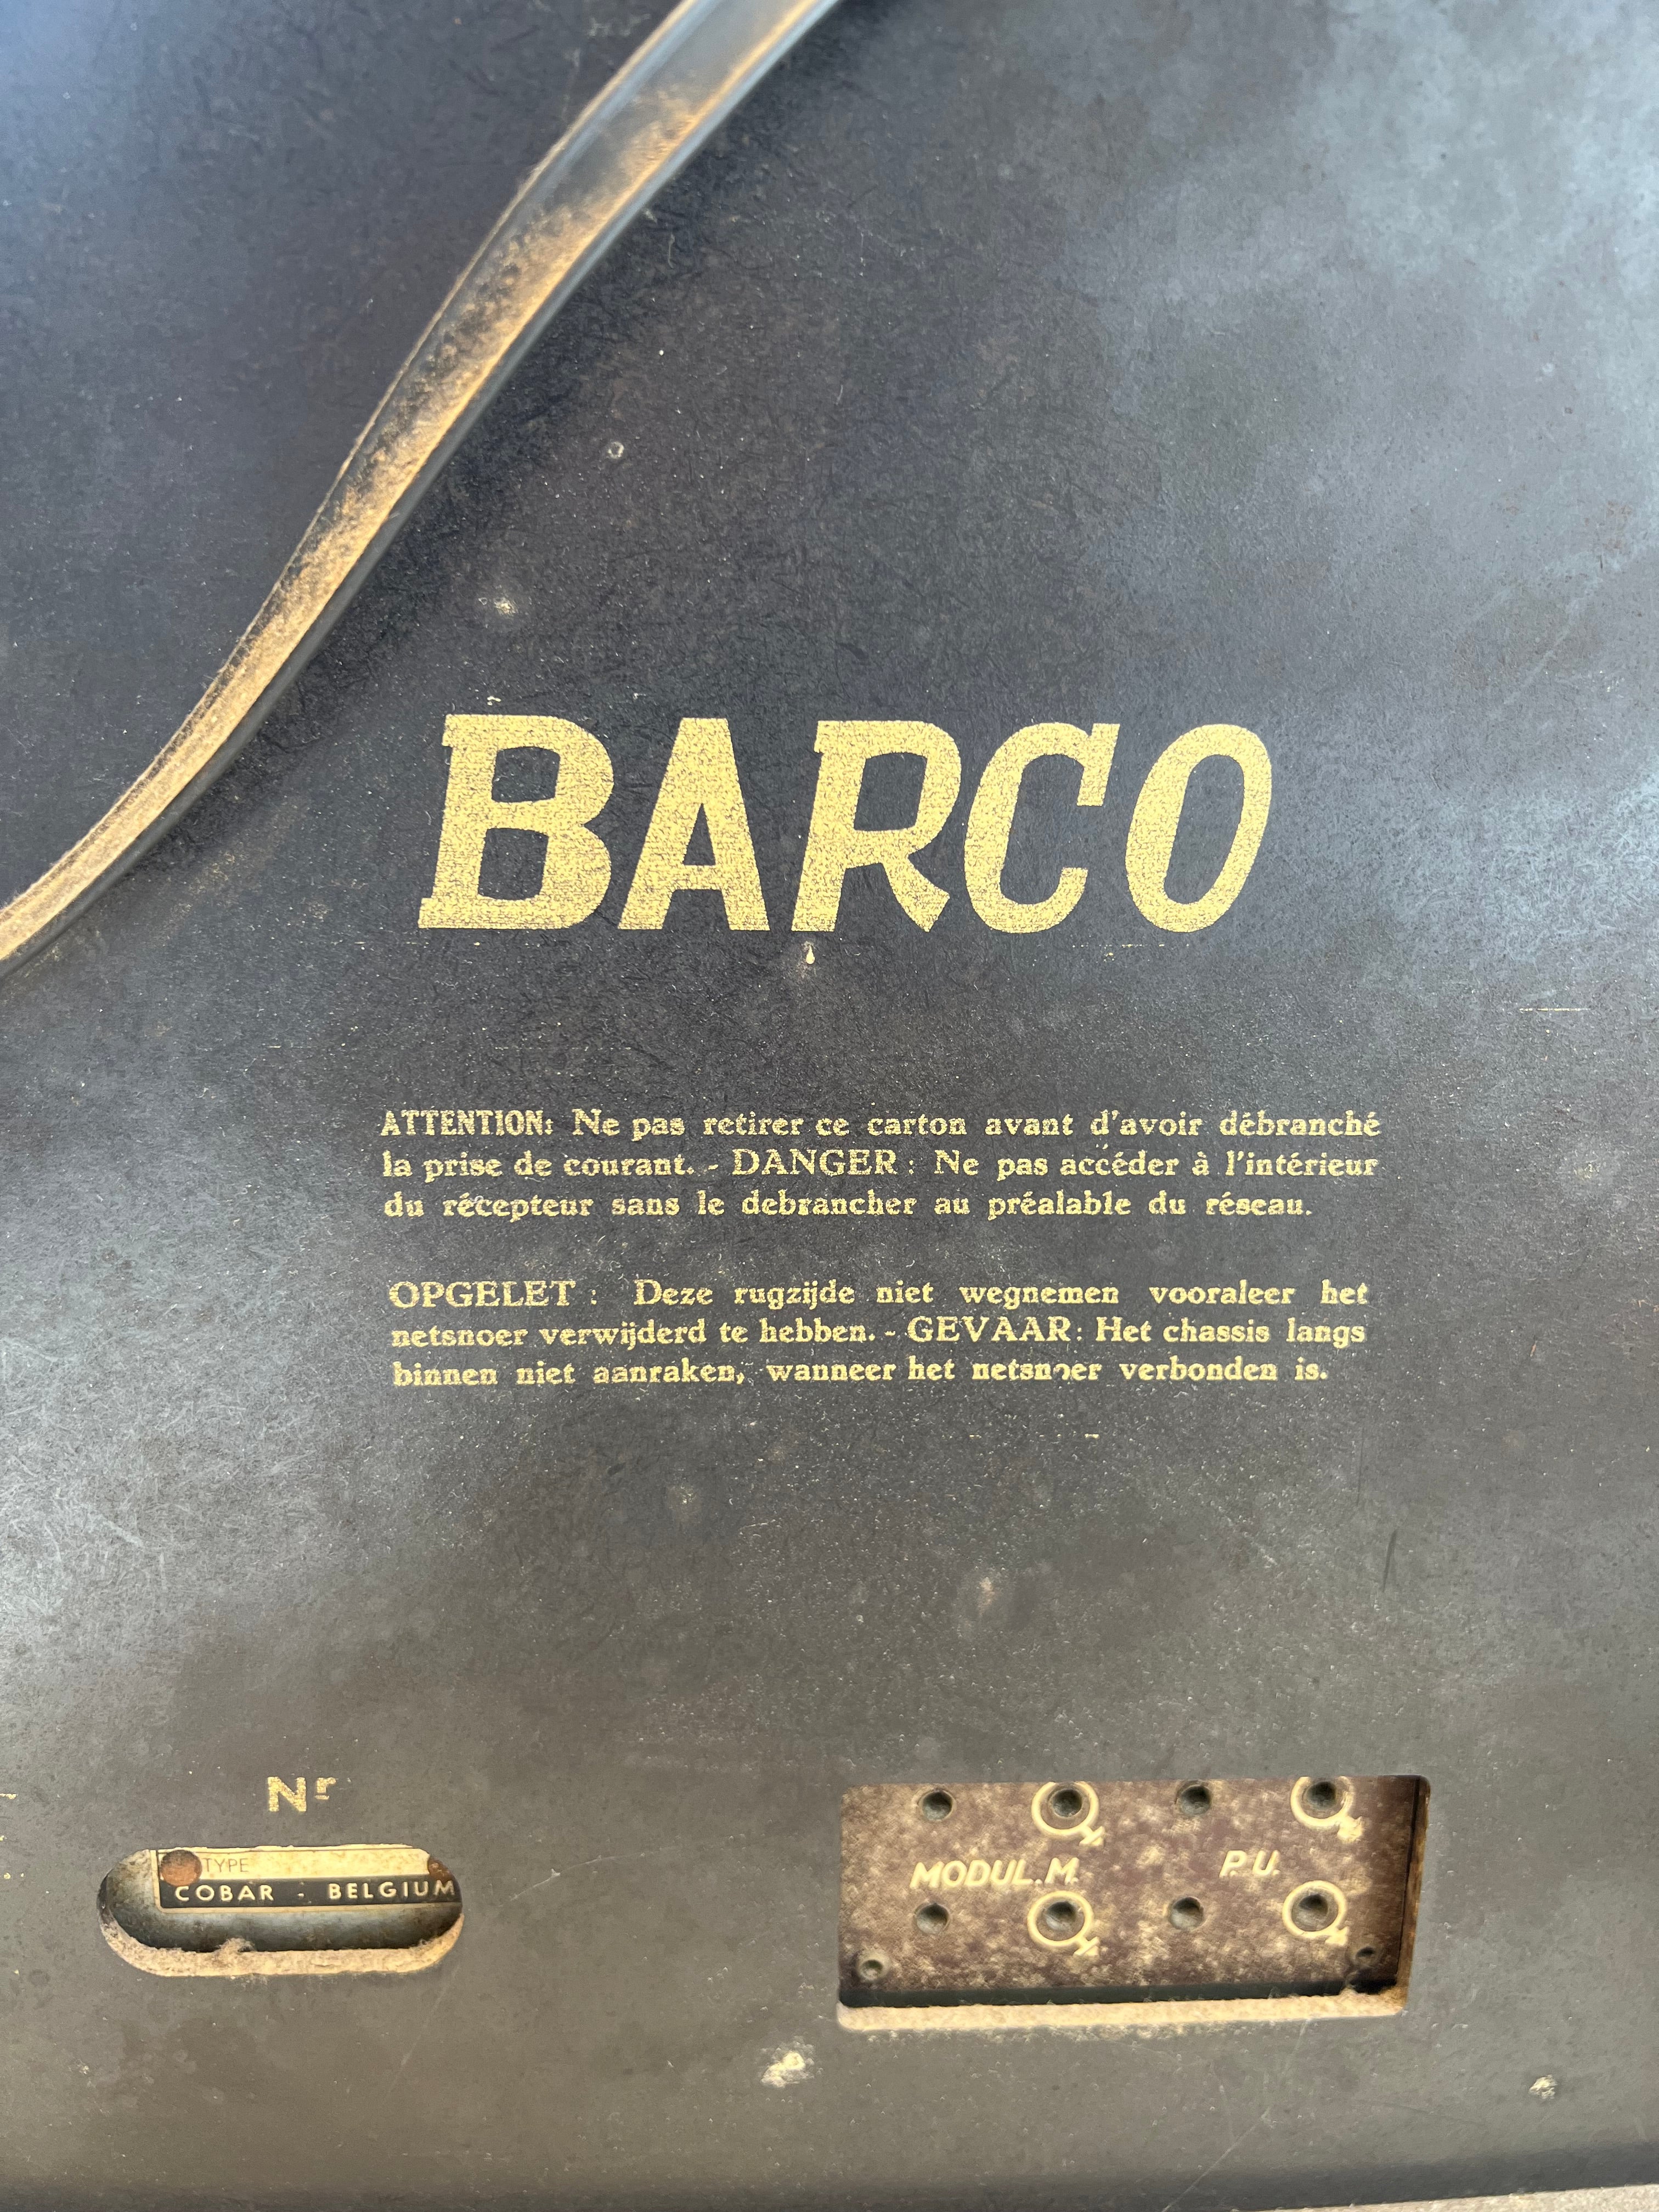 BARCO
ATTENTION: Ne pas retirer ce carton avant d'avoir débranché
la prise de courant. - DANGER : Ne pas accéder à l'intérieur
du récepteur sans le debrancher au préalable du réseau.
OPGELET : Deze rugzijde niet wegnemen vooraleer het
netsnoer verwijderd te hebben. - GEVAAR: Het chassis langs
binnen niet aanraken, wanneer het netsnoer verbonden is.
Nr
TYPE
COBAR - BELGIUM
MODUL.M. P.U.